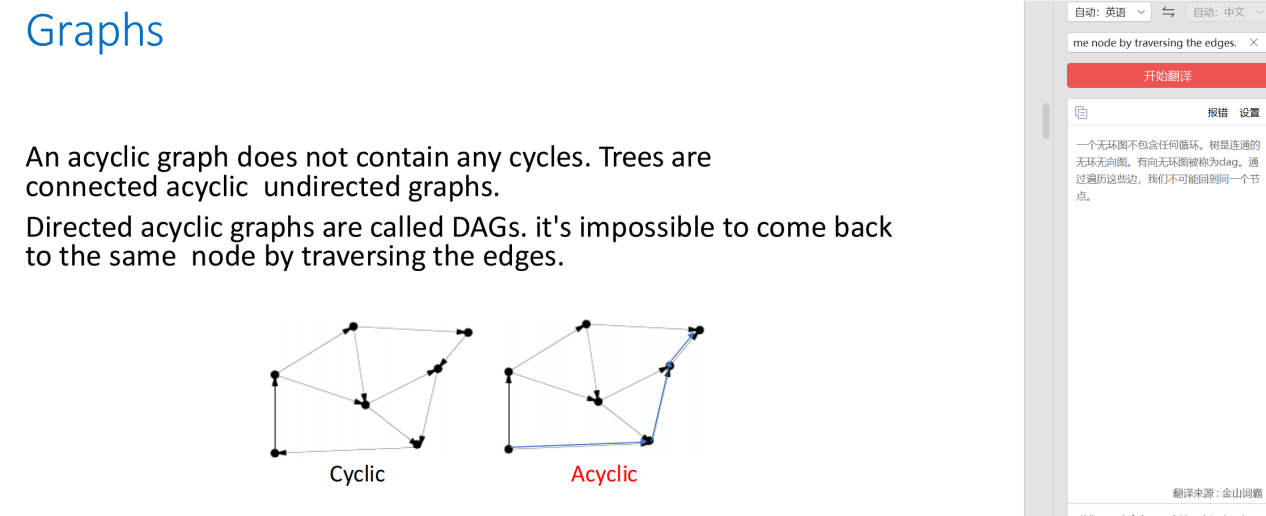 Graphs
An acyclic graph does not contain any cycles. Trees are
connected acyclic  undirected graphs.
Directed acyclic graphs are called DAGs. it's impossible to come back
to the same  node by traversing the edges.
Cyclic
Acyclic
自动：英语
自动：中文
me node by traversing the edges.
开始翻译
报错 设置
一个无环图不包含任何循环。树是连通的
无环无向图。有向无环图被称为dag。通
过遍历这些边，我们不可能回到同一个节
点。
翻译来源：金山词霸